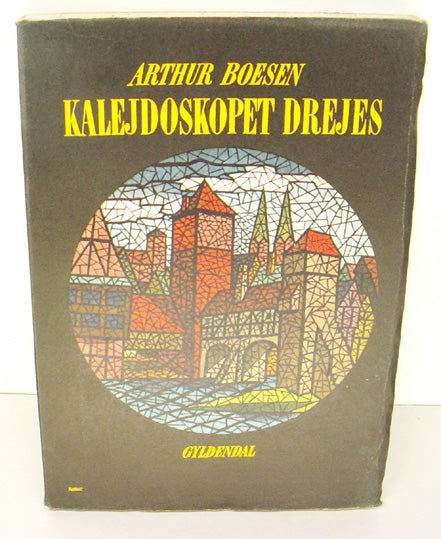 ARTHUR BOESEN
KALEJDOSKOPET DREJES
GYLDENDAL